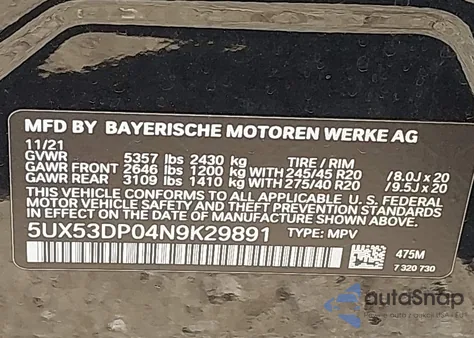 MFD BY BAYERISCHE MOTOREN WERKE AG
11/21
GVWR 5357 lbs 2430 kg TIRE / RIM
GAWR FRONT 2646 lbs 1200 kg WITH 245/45 R20 /8.0J x 20
GAWR REAR 3109 lbs 1410 kg WITH 275/40 R20 /9.5J x 20
THIS VEHICLE CONFORMS TO ALL APPLICABLE U.S. FEDERAL
MOTOR VEHICLE SAFETY AND THEFT PREVENTION STANDARDS
IN EFFECT ON THE DATE OF MANUFACTURE SHOWN ABOVE.
5UX53DP04N9K29891 TYPE: MPV
475M
7 320 730
autoSnap